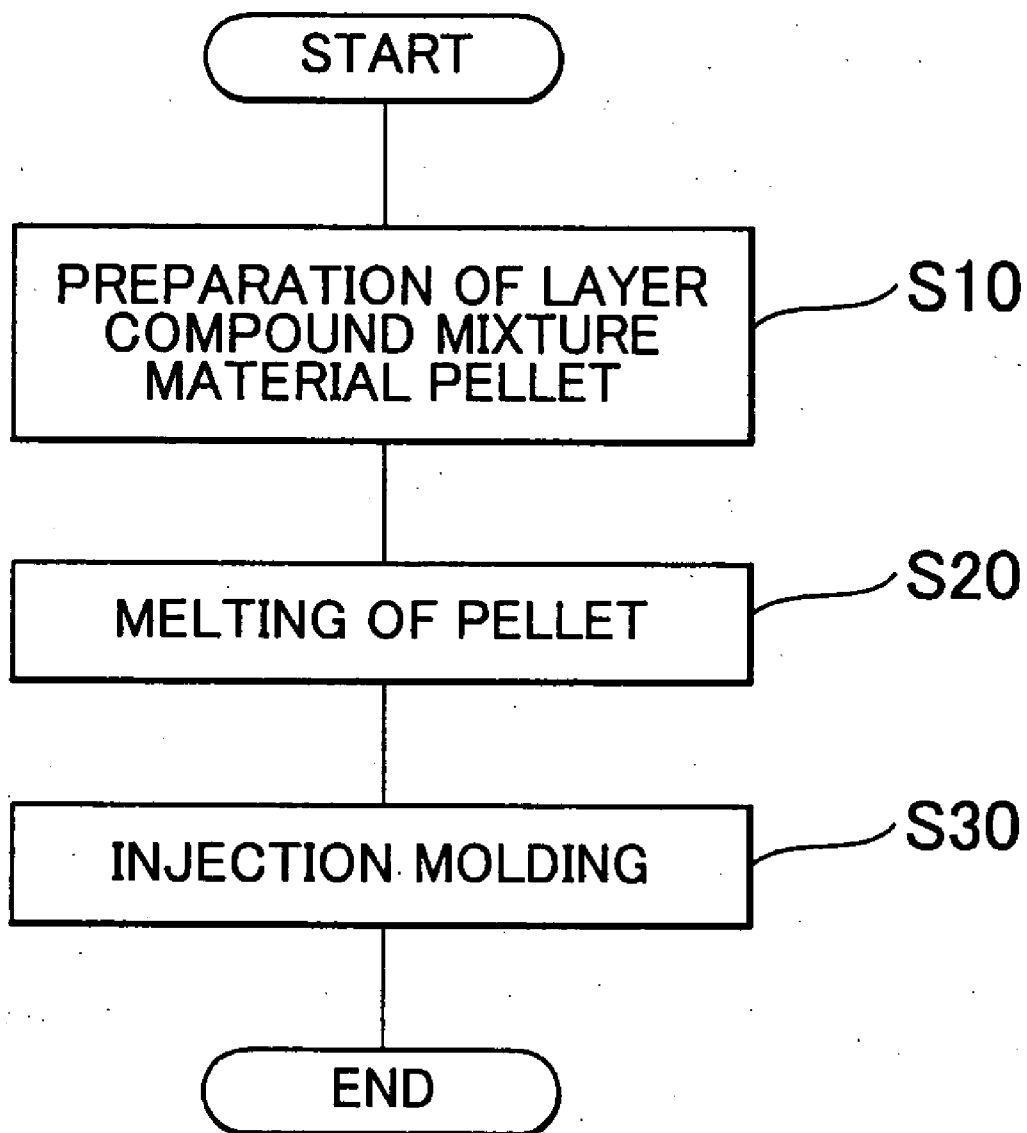 START
PREPARATION OF LAYER
COMPOUND MIXTURE
MATERIAL PELLET
S10
MELTING OF PELLET
S20
INJECTION MOLDING
S30
END